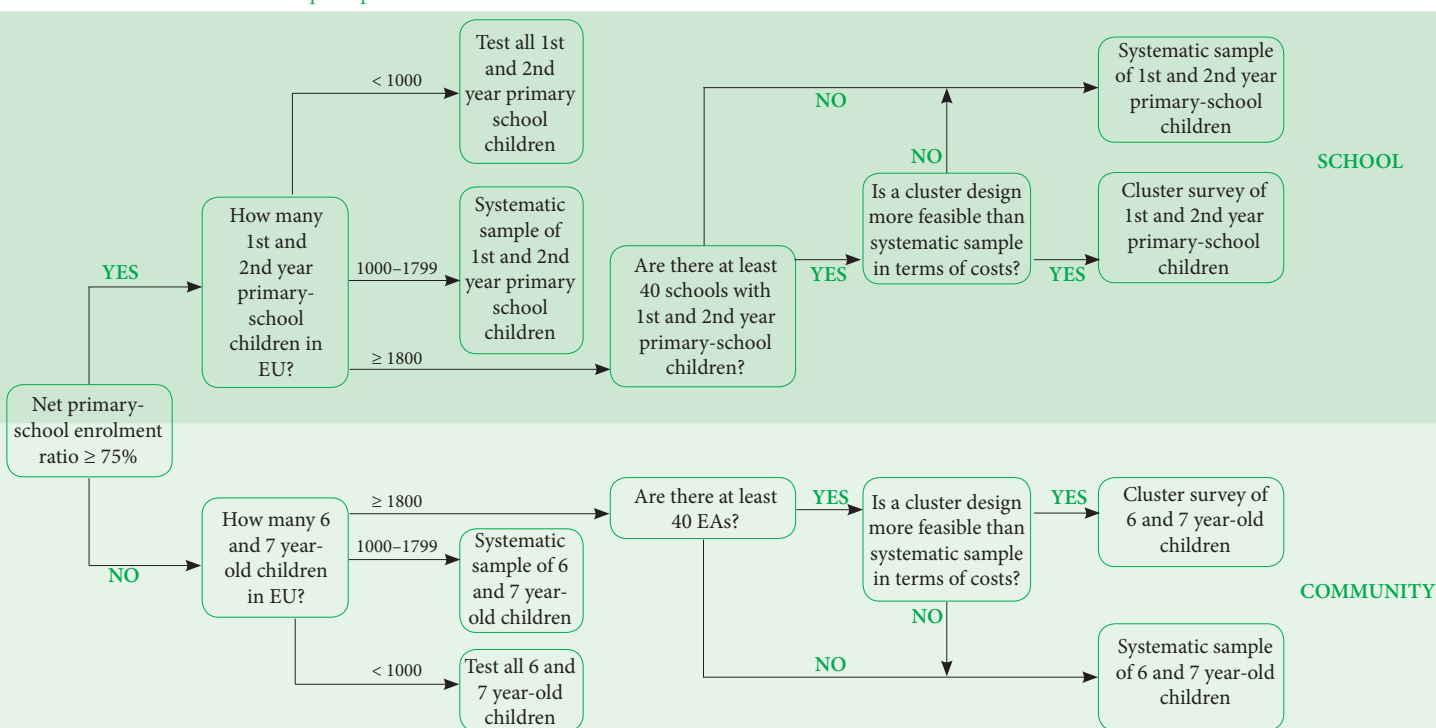 Test all 1st
and 2nd
year primary
school
children
< 1000
Systematic sample
of 1st and 2nd year
primary-school
children
NO
NO
SCHOOL
How many
1st and
2nd year
primary-
school
children in
EU?
YES
1000–1799
Systematic
sample of
1st and 2nd
year primary
school
children
≥ 1800
Are there at least
40 schools with
1st and 2nd year
primary-school
children?
YES
Is a cluster design
more feasible than
systematic sample
in terms of costs?
YES
Cluster survey of
1st and 2nd year
primary-school
children
Net primary-
school enrolment
ratio ≥ 75%
NO
How many 6
and 7 year-
old children
in EU?
≥ 1800
1000–1799
Systematic
sample of 6
and 7 year-
old children
< 1000
Test all 6 and
7 year-old
children
Are there at least
40 EAs?
YES
Is a cluster design
more feasible than
systematic sample
in terms of costs?
YES
Cluster survey of
6 and 7 year-old
children
NO
NO
Systematic sample
of 6 and 7 year-old
children
COMMUNITY